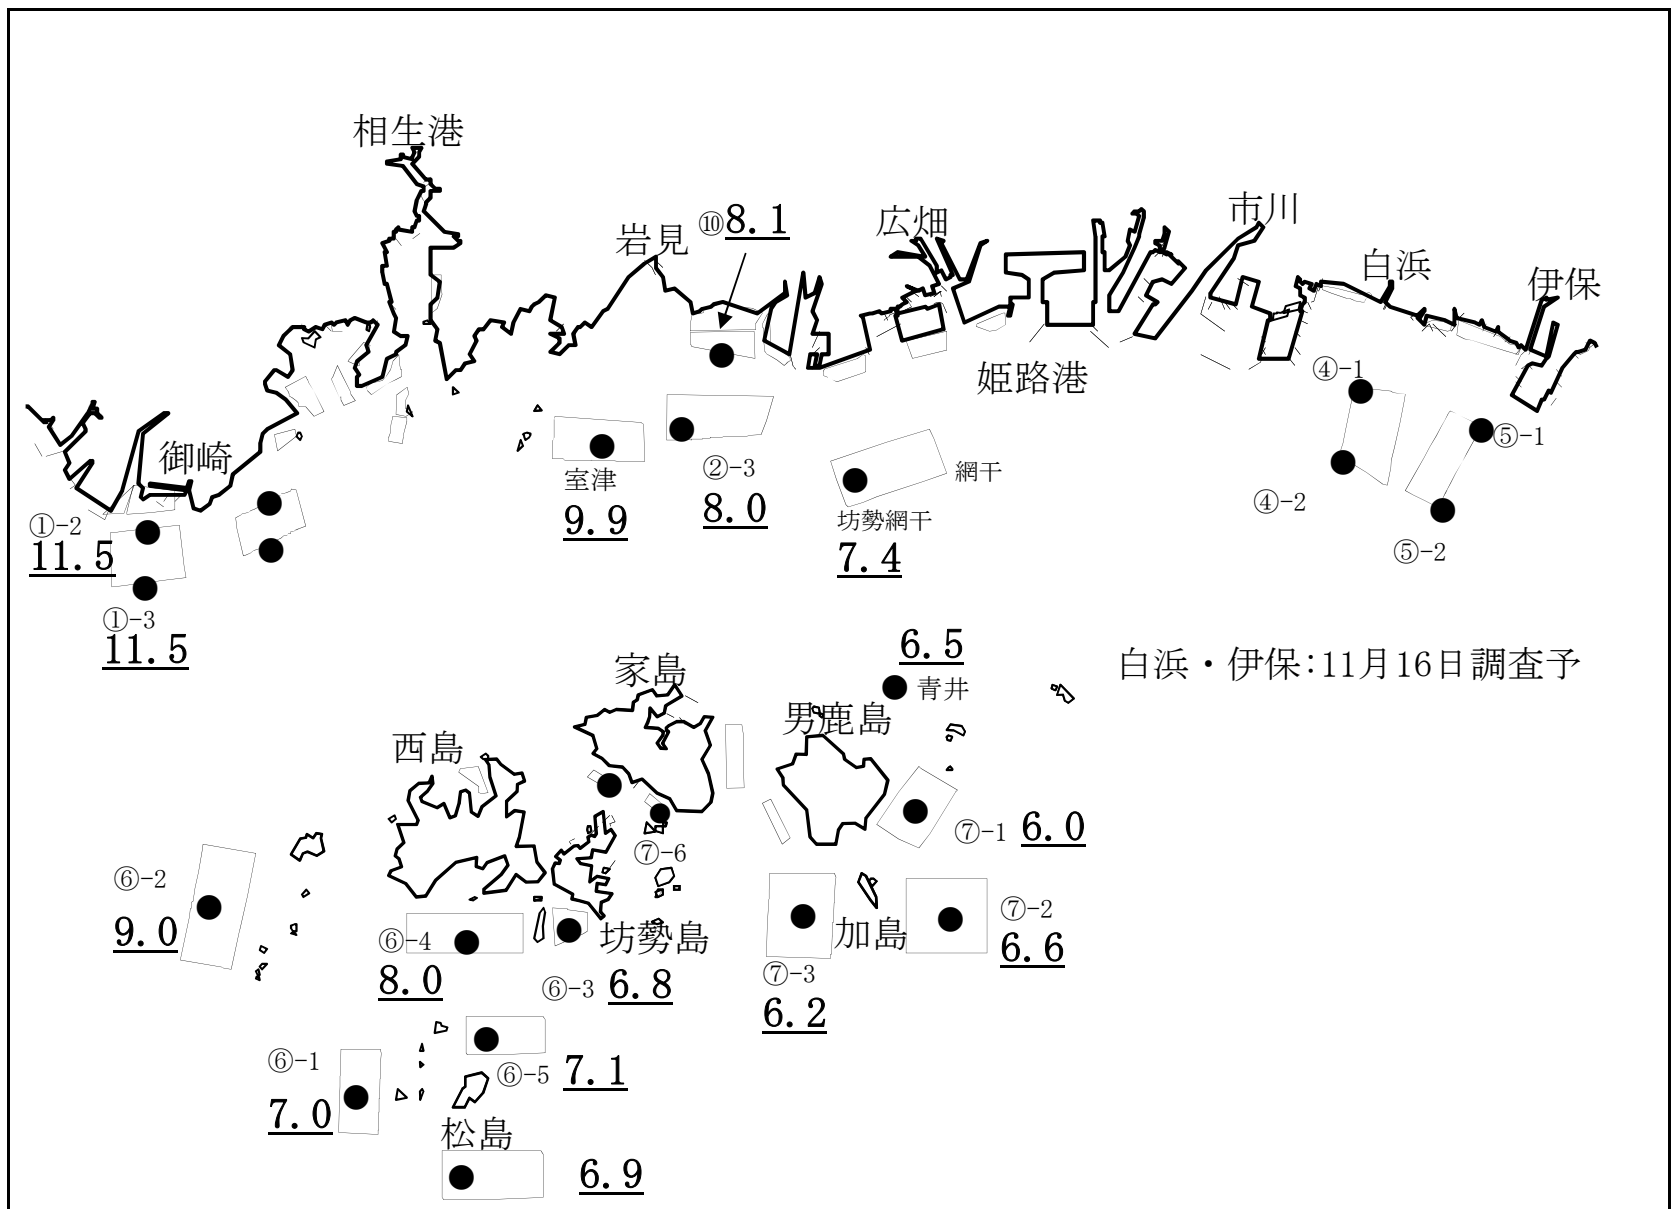 相生港
市川
岩見
⑩8.1
広畑
白浜
伊保
姫路港
④-1
⑤-1
御崎
室津
9.9
②-3
8.0
網干
坊勢網干
7.4
④-2
⑤-2
①-2
11.5
①-3
11.5
6.5
青井
白浜・伊保:11月16日調査予
家島
男鹿島
西島
⑦-1 6.0
⑦-6
⑥-2
9.0
⑥-4
8.0
坊勢島
⑥-3 6.8
加島
⑦-2
6.6
⑦-3
6.2
⑥-1
7.0
⑥-5 7.1
松島
6.9